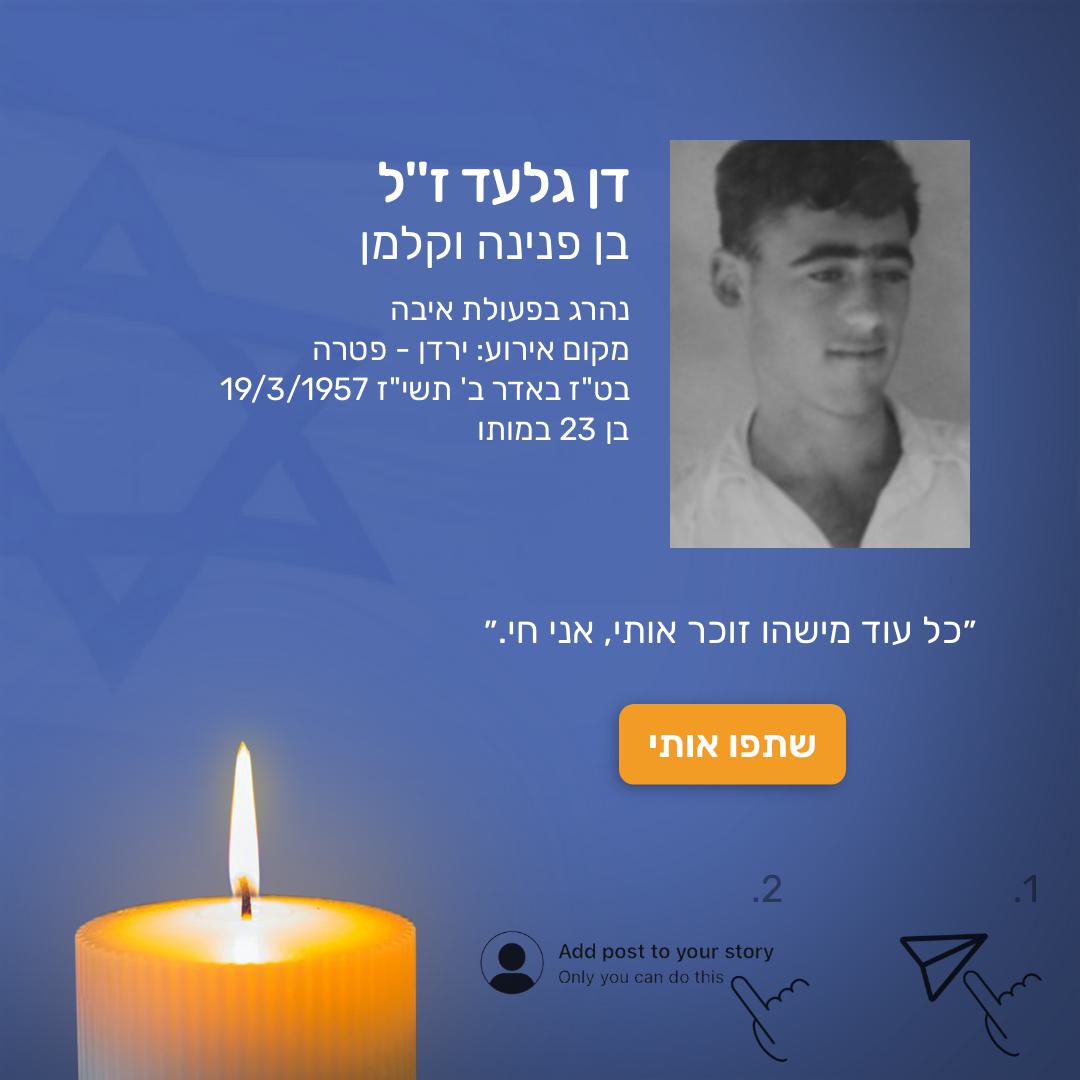 דן גלעד ז"ל
בן פנינה וקלמן
נהרג בפעולת איבה
מקום אירוע: ירדן - פטרה
בט"ז באדר ב' תשי"ז 19/3/1957
בן 23 במותו
״כל עוד מישהו זוכר אותי, אני חי.״
שתפו אותי
.1
.2
Add post to your story
Only you can do this